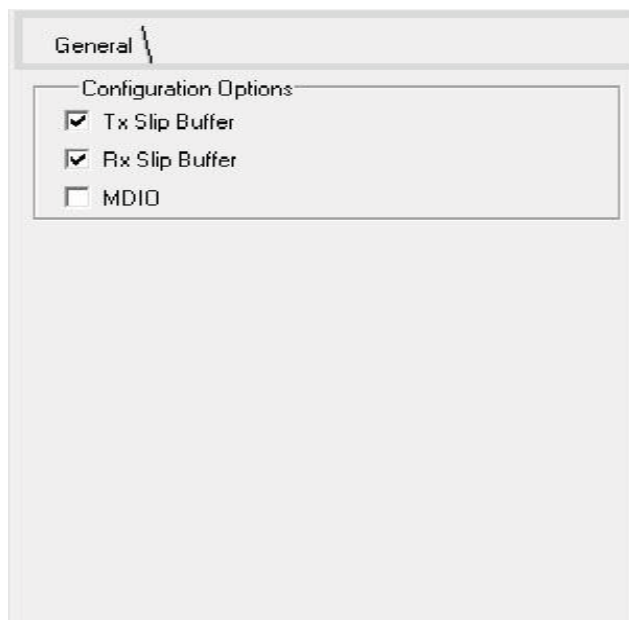 General
Configuration Options
Tx Slip Buffer
Rx Slip Buffer
MDIO